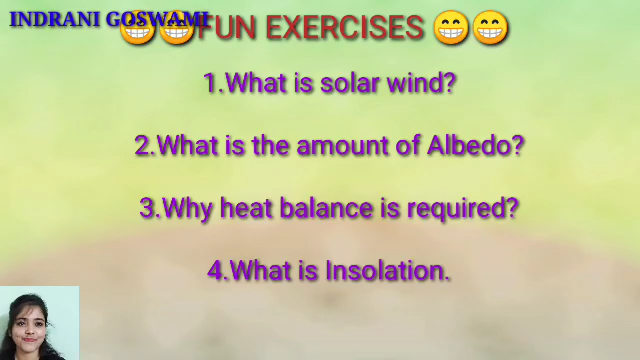 INDRANI GOSWAMI
😁😁FUN EXERCISES 😁😁
1.What is solar wind?
2.What is the amount of Albedo?
3.Why heat balance is required?
4.What is Insolation.